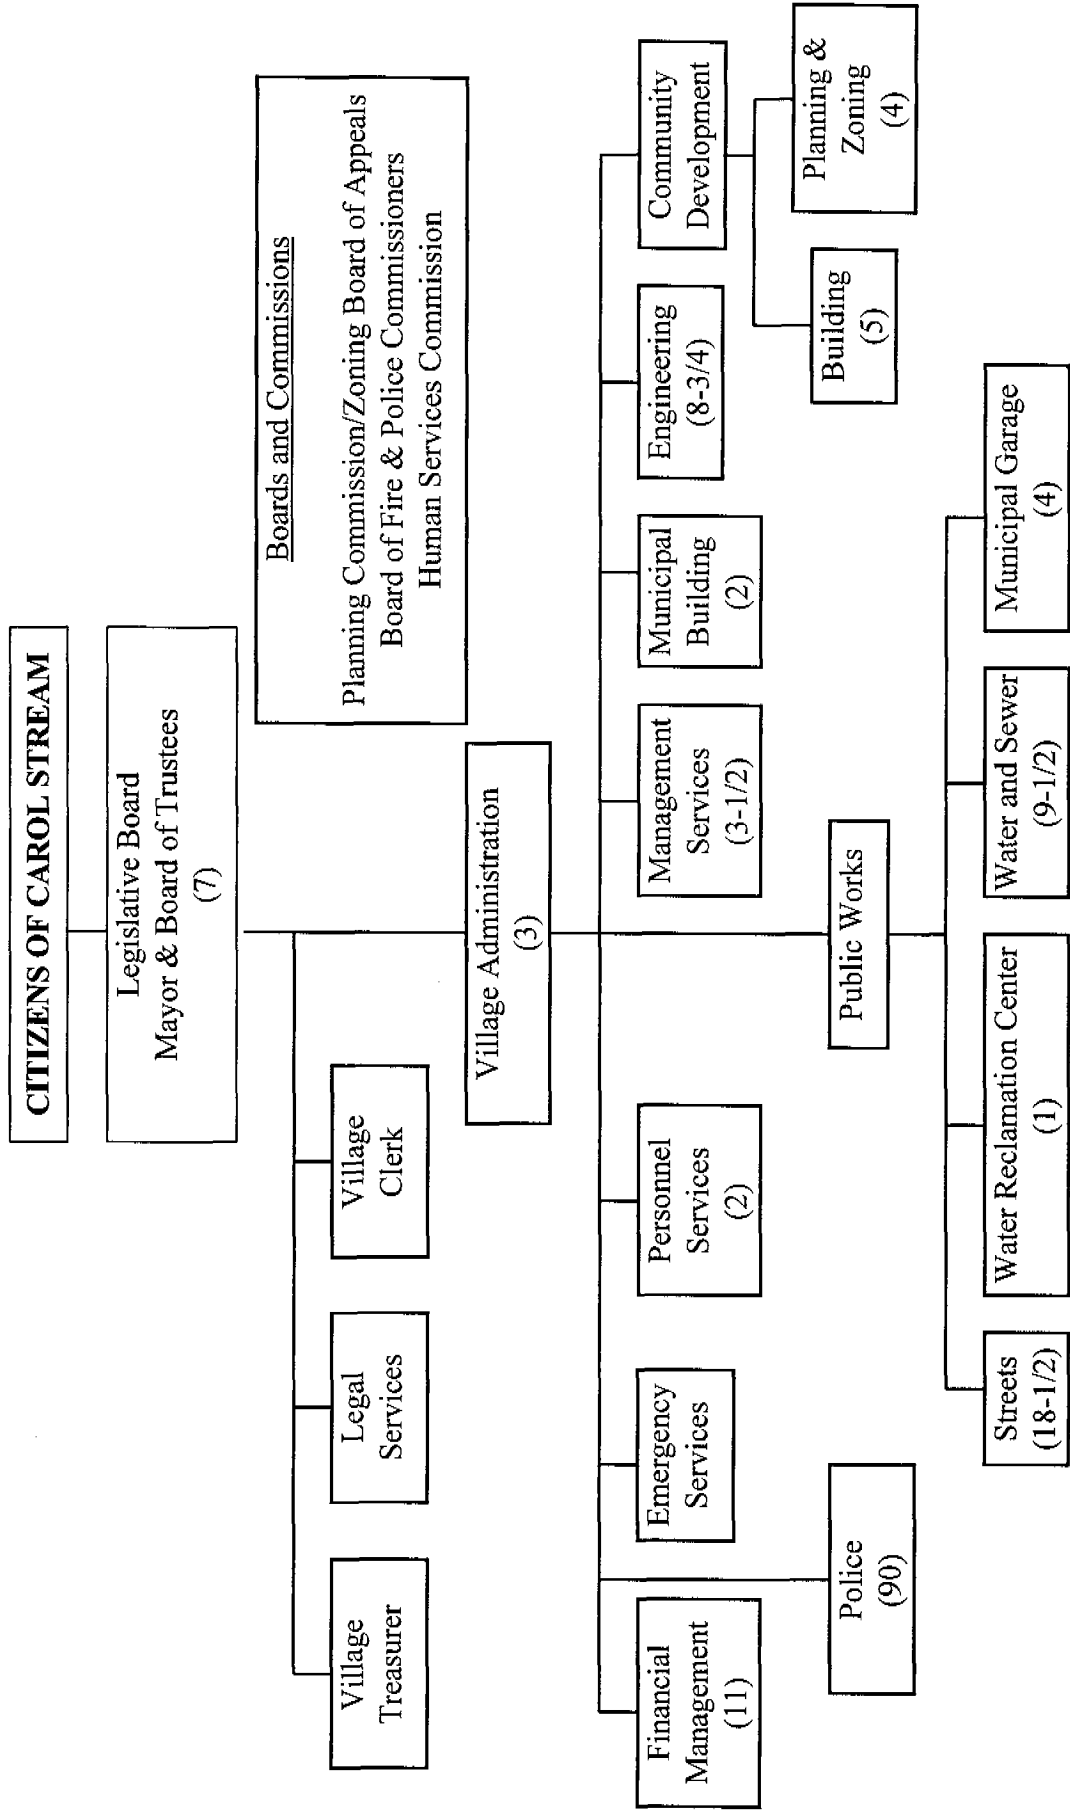 CITIZENS OF CAROL STREAM
Legislative Board
Mayor & Board of Trustees
(7)
Boards and Commissions
Planning Commission/Zoning Board of Appeals
Board of Fire & Police Commissioners
Human Services Commission
Village
Treasurer
Legal
Services
Village
Clerk
Village Administration
(3)
Financial
Management
(11)
Emergency
Services
Personnel
Services
(2)
Management
Services
(3-1/2)
Municipal
Building
(2)
Engineering
(8-3/4)
Community
Development
Police
(90)
Public Works
Building
(5)
Planning &
Zoning
(4)
Streets
(18-1/2)
Water Reclamation Center
(1)
Water and Sewer
(9-1/2)
Municipal Garage
(4)